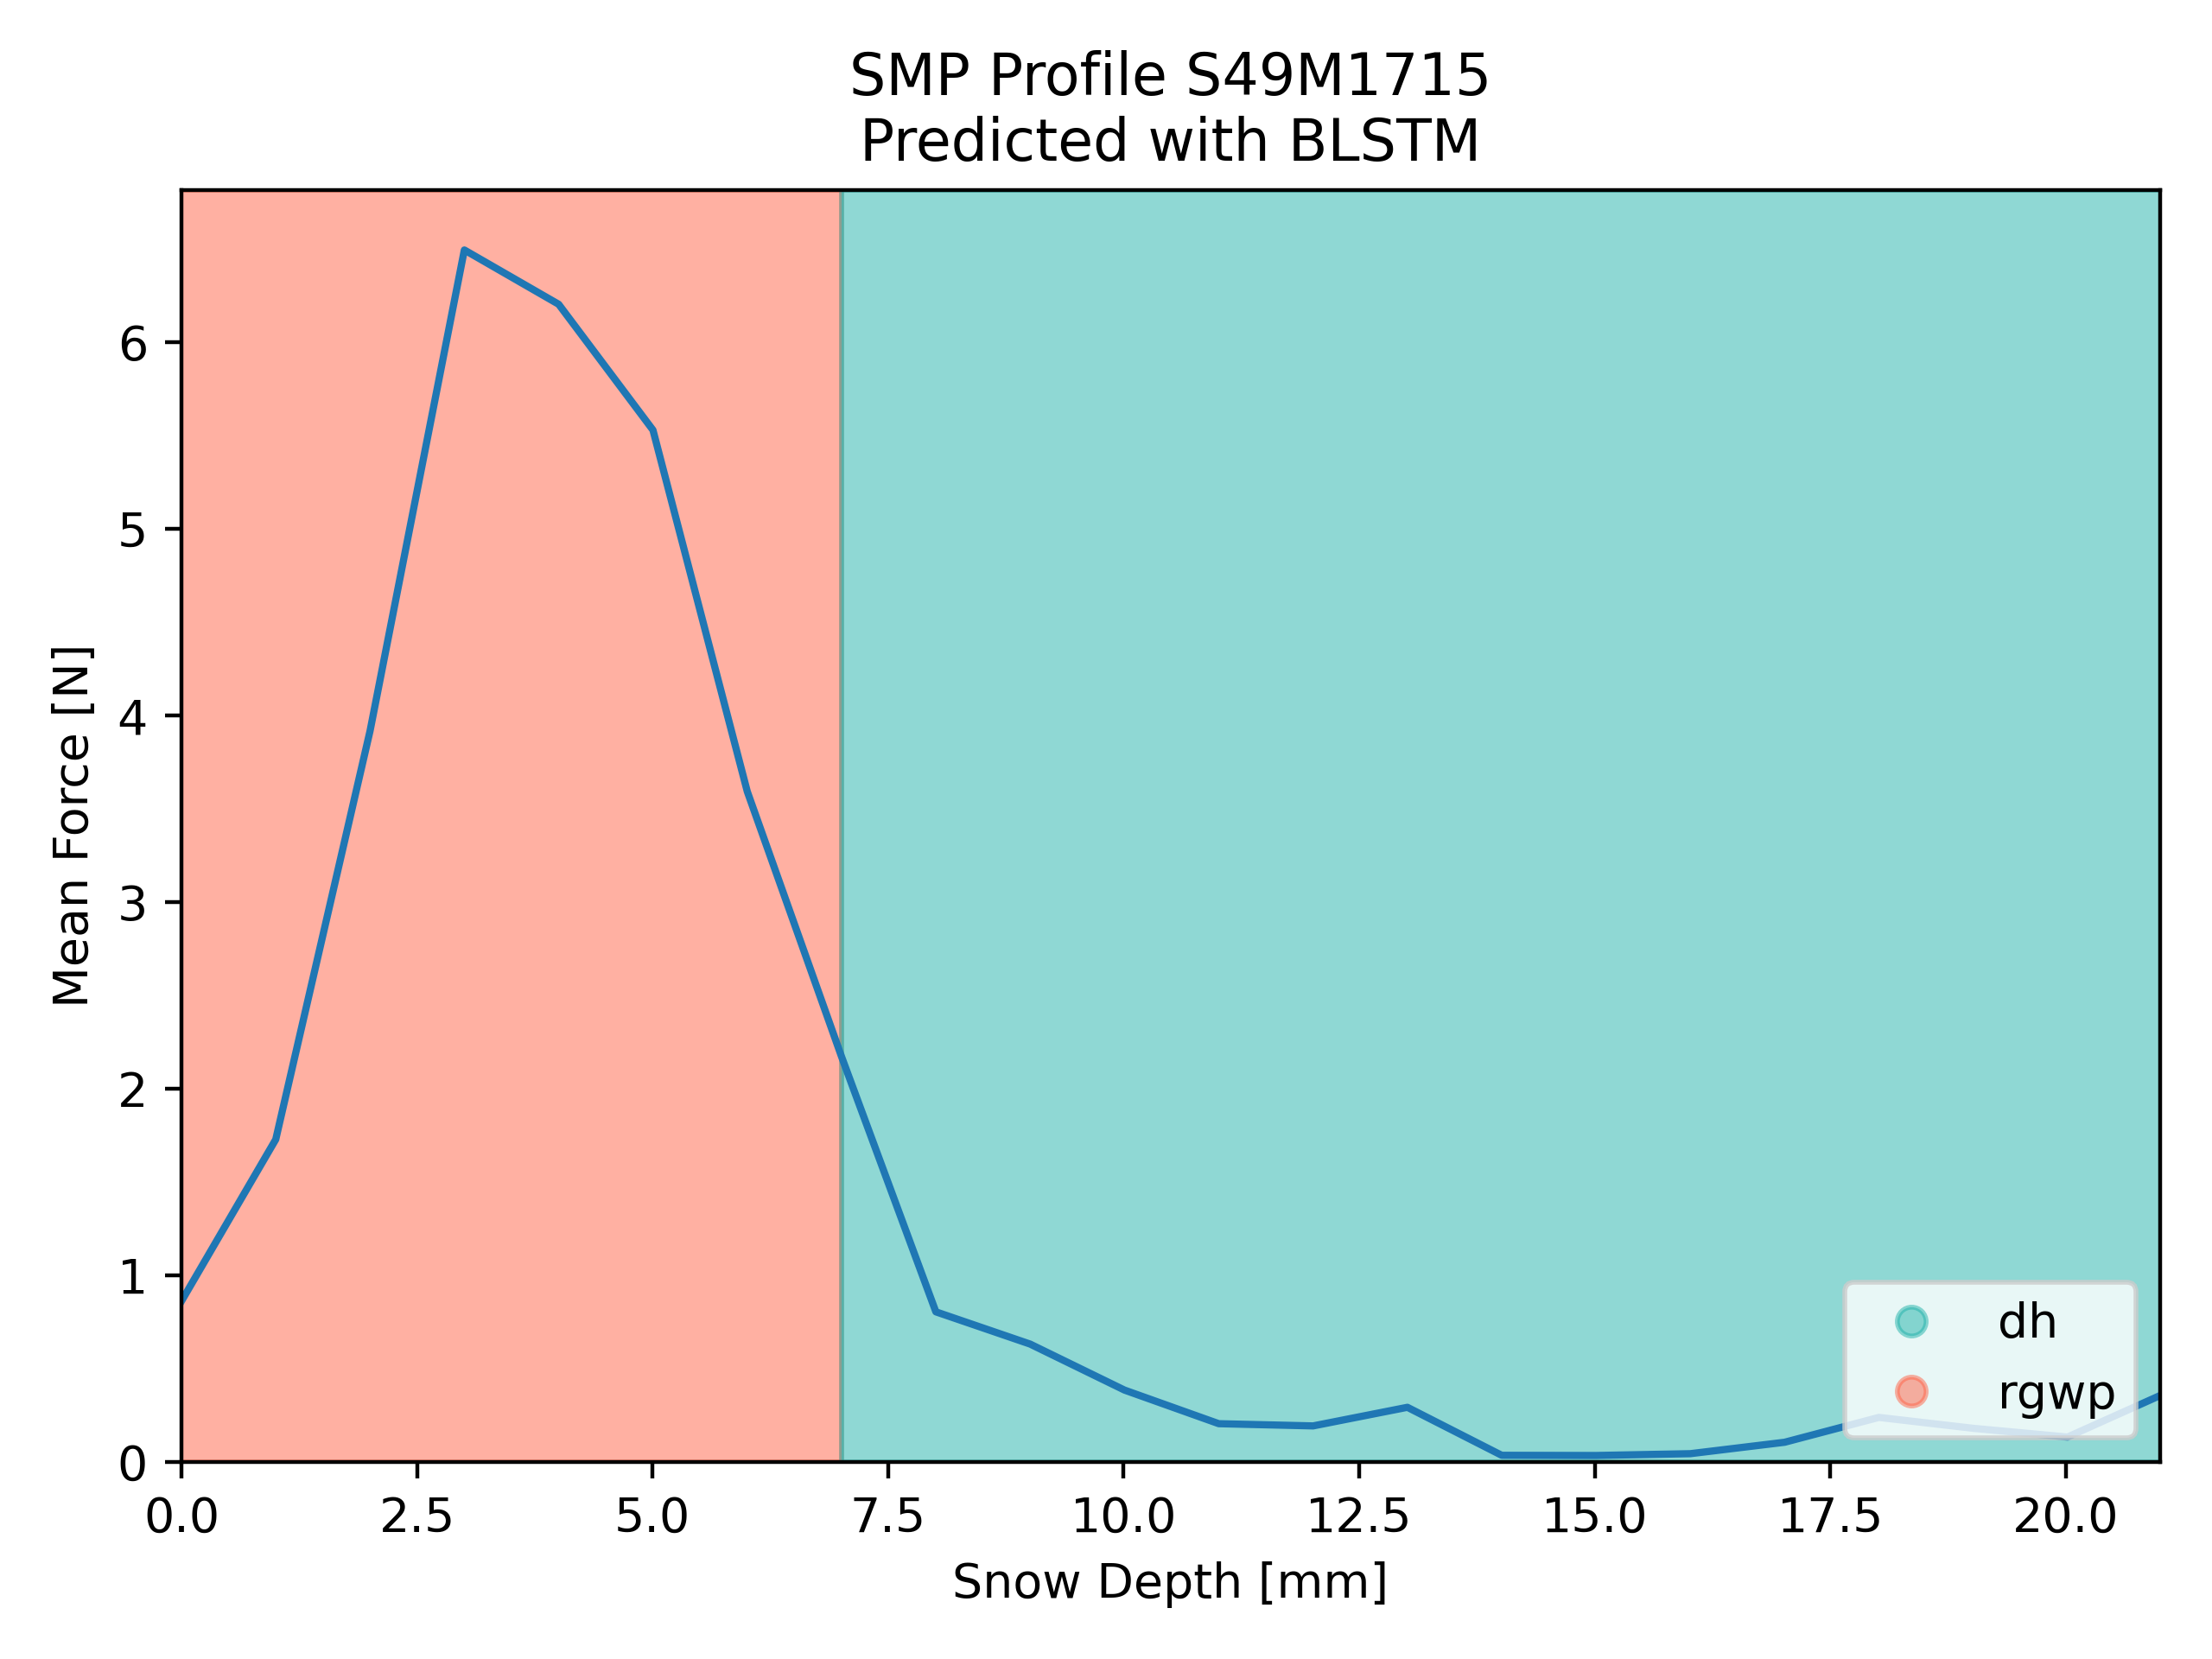 SMP Profile S49M1715
Predicted with BLSTM
Mean Force [N]
6
5
4
3
2
1
0
0.0 2.5 5.0 7.5 10.0 12.5 15.0 17.5 20.0
Snow Depth [mm]
dh
rgwp